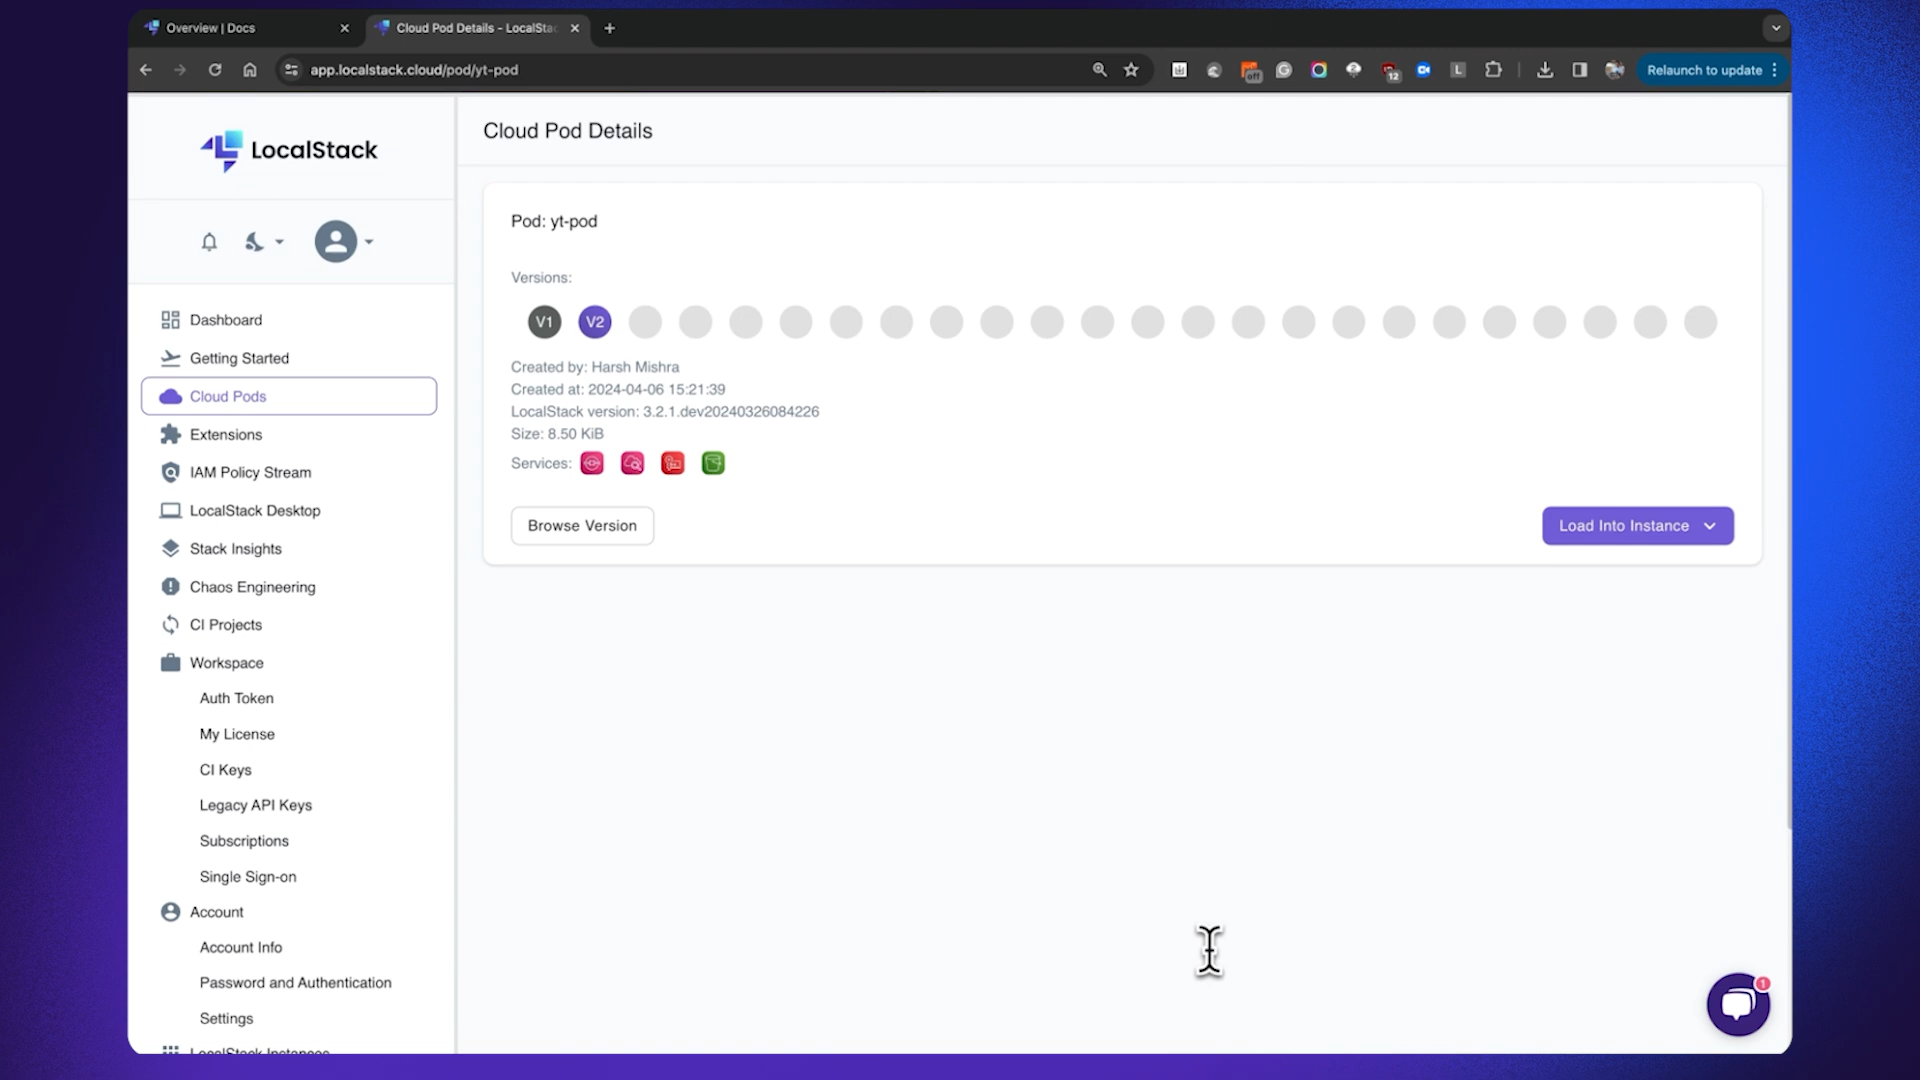 Overview | Docs
Cloud Pod Details - LocalSta
app.localstack.cloud/pod/yt-pod
off
12
L
Relaunch to update
LocalStack
Cloud Pod Details
Pod: yt-pod
Versions:
V1 V2
Created by: Harsh Mishra
Created at: 2024-04-06 15:21:39
LocalStack version: 3.2.1.dev20240326084226
Size: 8.50 KiB
Services:
Browse Version
Load Into Instance
Dashboard
Getting Started
Cloud Pods
Extensions
IAM Policy Stream
LocalStack Desktop
Stack Insights
Chaos Engineering
CI Projects
Workspace
Auth Token
My License
CI Keys
Legacy API Keys
Subscriptions
Single Sign-on
Account
Account Info
Password and Authentication
Settings
LocalStack Instances
1